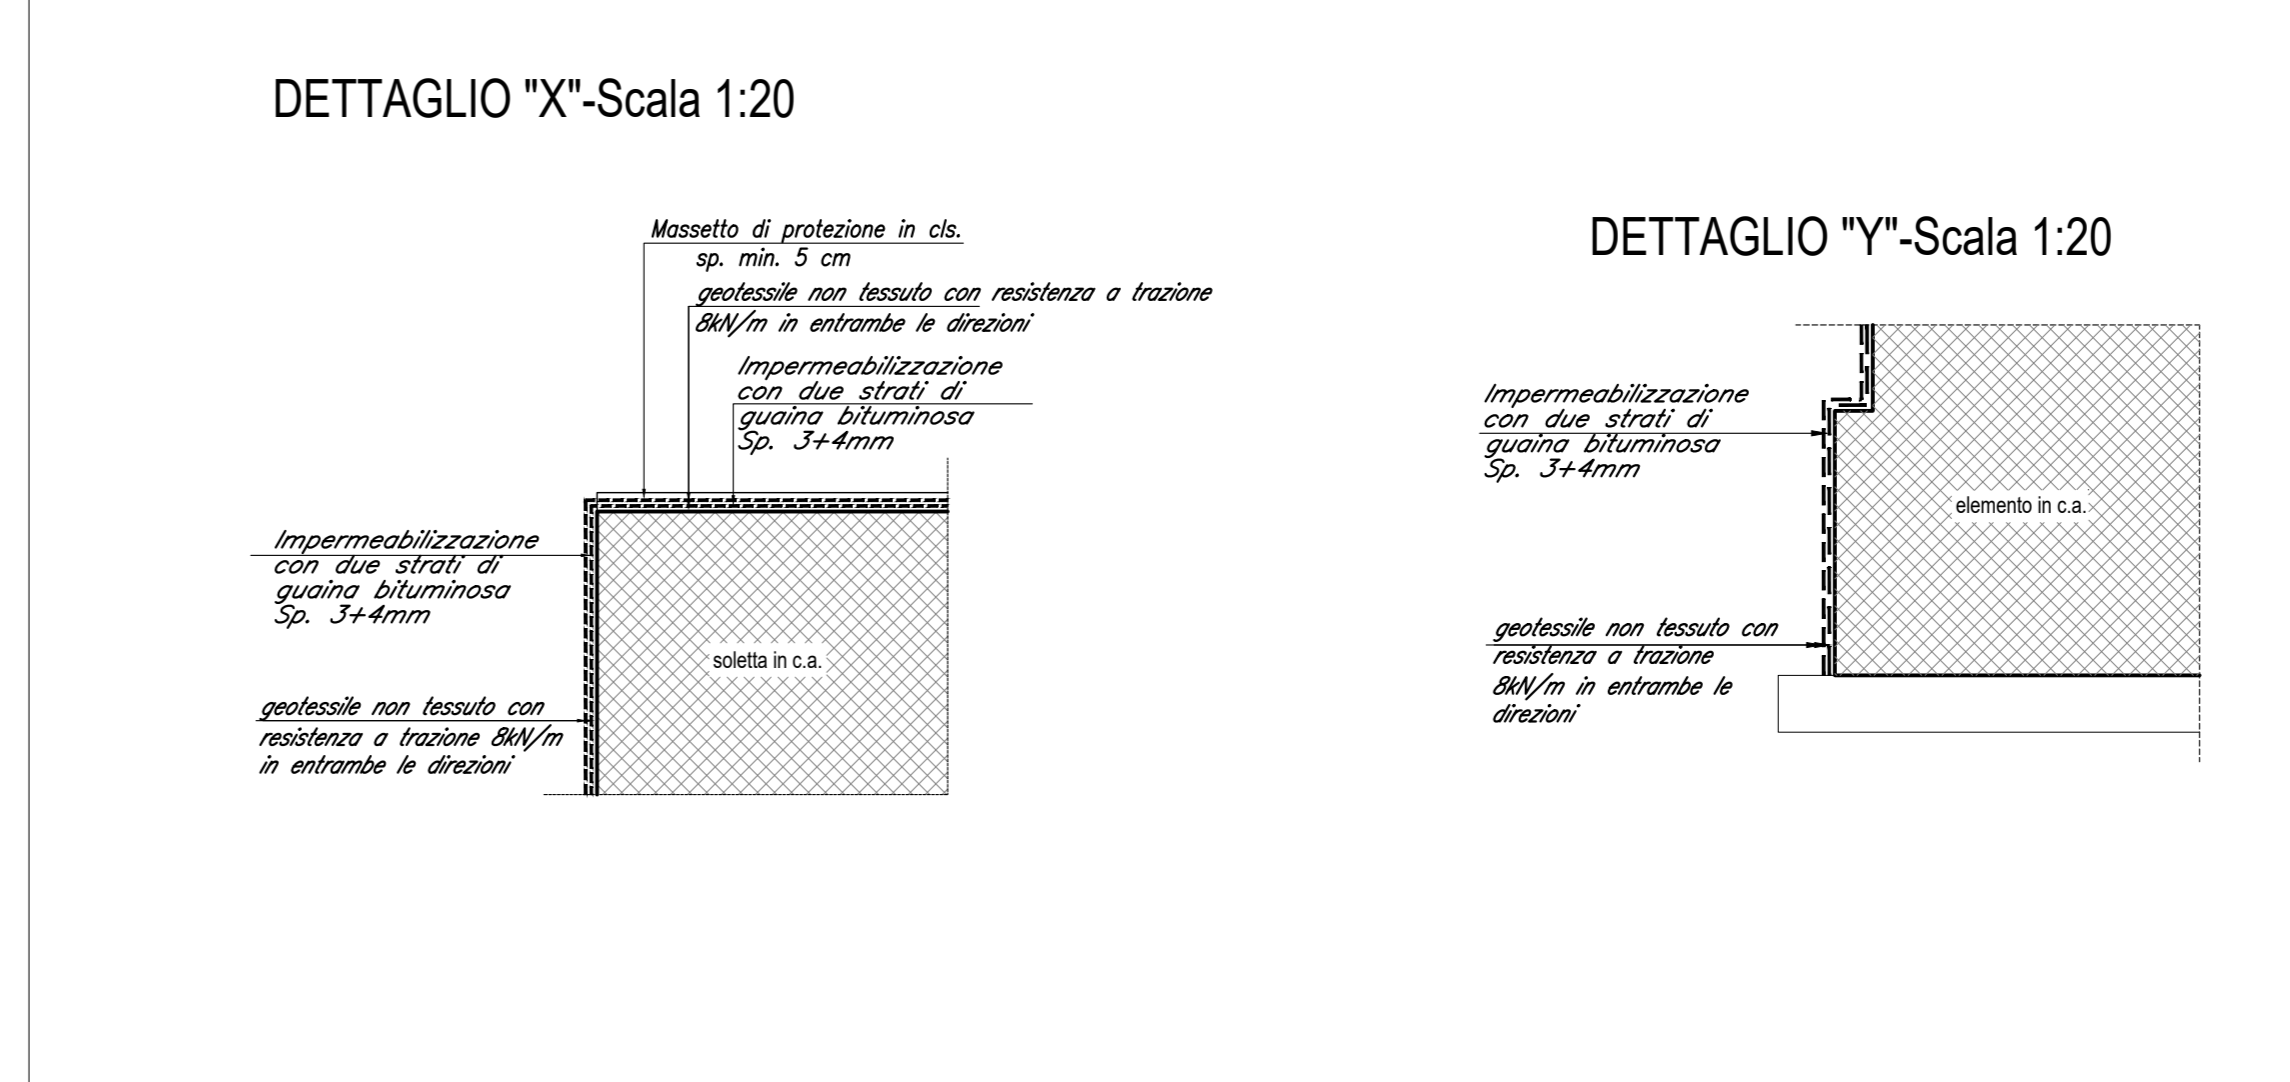 DETTAGLIO "X"-Scala 1:20
Massetto di protezione in cls.
sp. min. 5 cm
geotessile non tessuto con resistenza a trazione
8kN/m in entrambe le direzioni
Impermeabilizzazione
con due strati di
guaina bituminosa
Sp. 3+4mm
Impermeabilizzazione
con due strati di
guaina bituminosa
Sp. 3+4mm
soletta in c.a.
geotessile non tessuto con
resistenza a trazione 8kN/m
in entrambe le direzioni
DETTAGLIO "Y"-Scala 1:20
Impermeabilizzazione
con due strati di
guaina bituminosa
Sp. 3+4mm
elemento in c.a.
geotessile non tessuto con
resistenza a trazione
8kN/m in entrambe le
direzioni